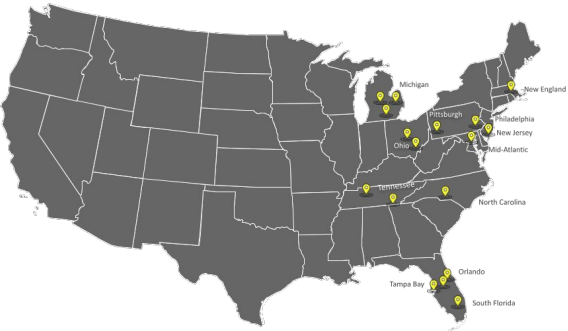 Michigan
New England
Pittsburgh
Philadelphia
New Jersey
Ohio
Mid-Atlantic
Tennessee
North Carolina
Orlando
Tampa Bay
South Florida